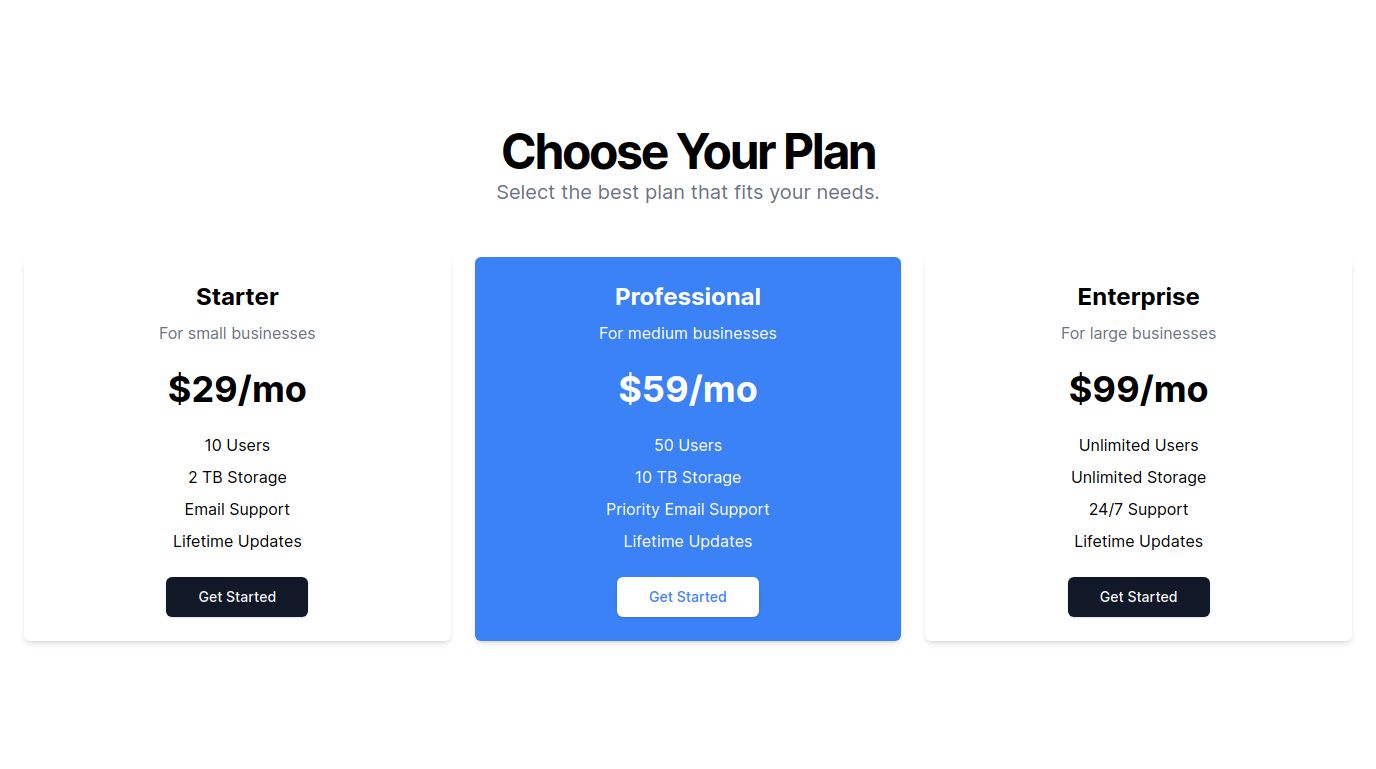 Choose Your Plan
Select the best plan that fits your needs.
Starter
For small businesses
$29/mo
10 Users
2 TB Storage
Email Support
Lifetime Updates
Get Started
Professional
For medium businesses
$59/mo
50 Users
10 TB Storage
Priority Email Support
Lifetime Updates
Get Started
Enterprise
For large businesses
$99/mo
Unlimited Users
Unlimited Storage
24/7 Support
Lifetime Updates
Get Started